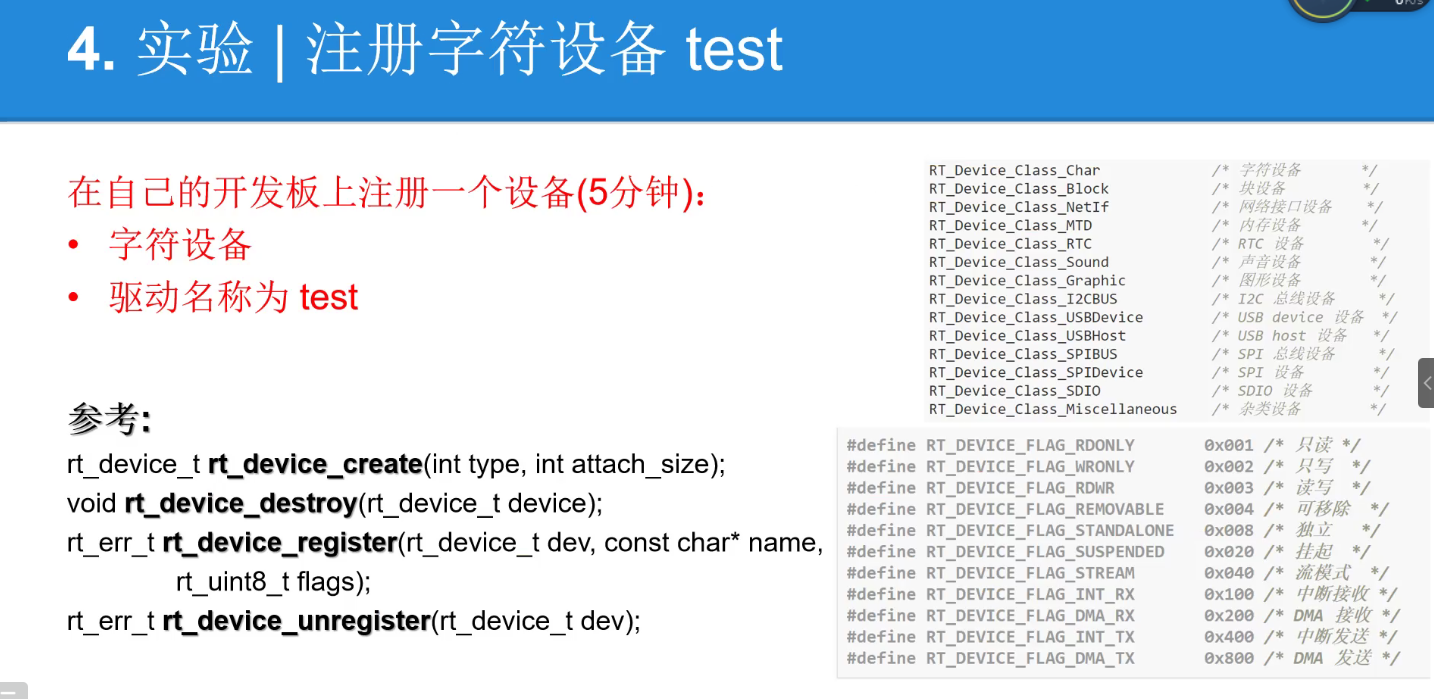 4. 实验 | 注册字符设备 test
在自己的开发板上注册一个设备(5分钟)：
• 字符设备
• 驱动名称为 test
参考:
rt_device_t rt_device_create(int type, int attach_size);
void rt_device_destroy(rt_device_t device);
rt_err_t rt_device_register(rt_device_t dev, const char* name,
rt_uint8_t flags);
rt_err_t rt_device_unregister(rt_device_t dev);
RT_Device_Class_Char /* 字符设备 */
RT_Device_Class_Block /* 块设备 */
RT_Device_Class_NetIf /* 网络接口设备 */
RT_Device_Class_MTD /* 内存设备 */
RT_Device_Class_RTC /* RTC 设备 */
RT_Device_Class_Sound /* 声音设备 */
RT_Device_Class_Graphic /* 图形设备 */
RT_Device_Class_I2CBUS /* I2C 总线设备 */
RT_Device_Class_USBDevice /* USB device 设备 */
RT_Device_Class_USBHost /* USB host 设备 */
RT_Device_Class_SPIBUS /* SPI 总线设备 */
RT_Device_Class_SPIDevice /* SPI 设备 */
RT_Device_Class_SDIO /* SDIO 设备 */
RT_Device_Class_Miscellaneous /* 杂类设备 */
#define RT_DEVICE_FLAG_RDONLY 0x001 /* 只读 */
#define RT_DEVICE_FLAG_WRONLY 0x002 /* 只写 */
#define RT_DEVICE_FLAG_RDWR 0x003 /* 读写 */
#define RT_DEVICE_FLAG_REMOVABLE 0x004 /* 可移除 */
#define RT_DEVICE_FLAG_STANDALONE 0x008 /* 独立 */
#define RT_DEVICE_FLAG_SUSPENDED 0x020 /* 挂起 */
#define RT_DEVICE_FLAG_STREAM 0x040 /* 流模式 */
#define RT_DEVICE_FLAG_INT_RX 0x100 /* 中断接收 */
#define RT_DEVICE_FLAG_DMA_RX 0x200 /* DMA 接收 */
#define RT_DEVICE_FLAG_INT_TX 0x400 /* 中断发送 */
#define RT_DEVICE_FLAG_DMA_TX 0x800 /* DMA 发送 */